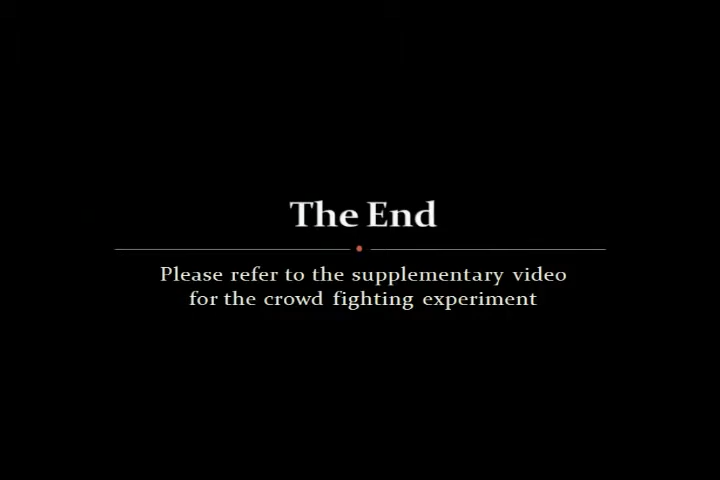 The End
Please refer to the supplementary video
for the crowd fighting experiment